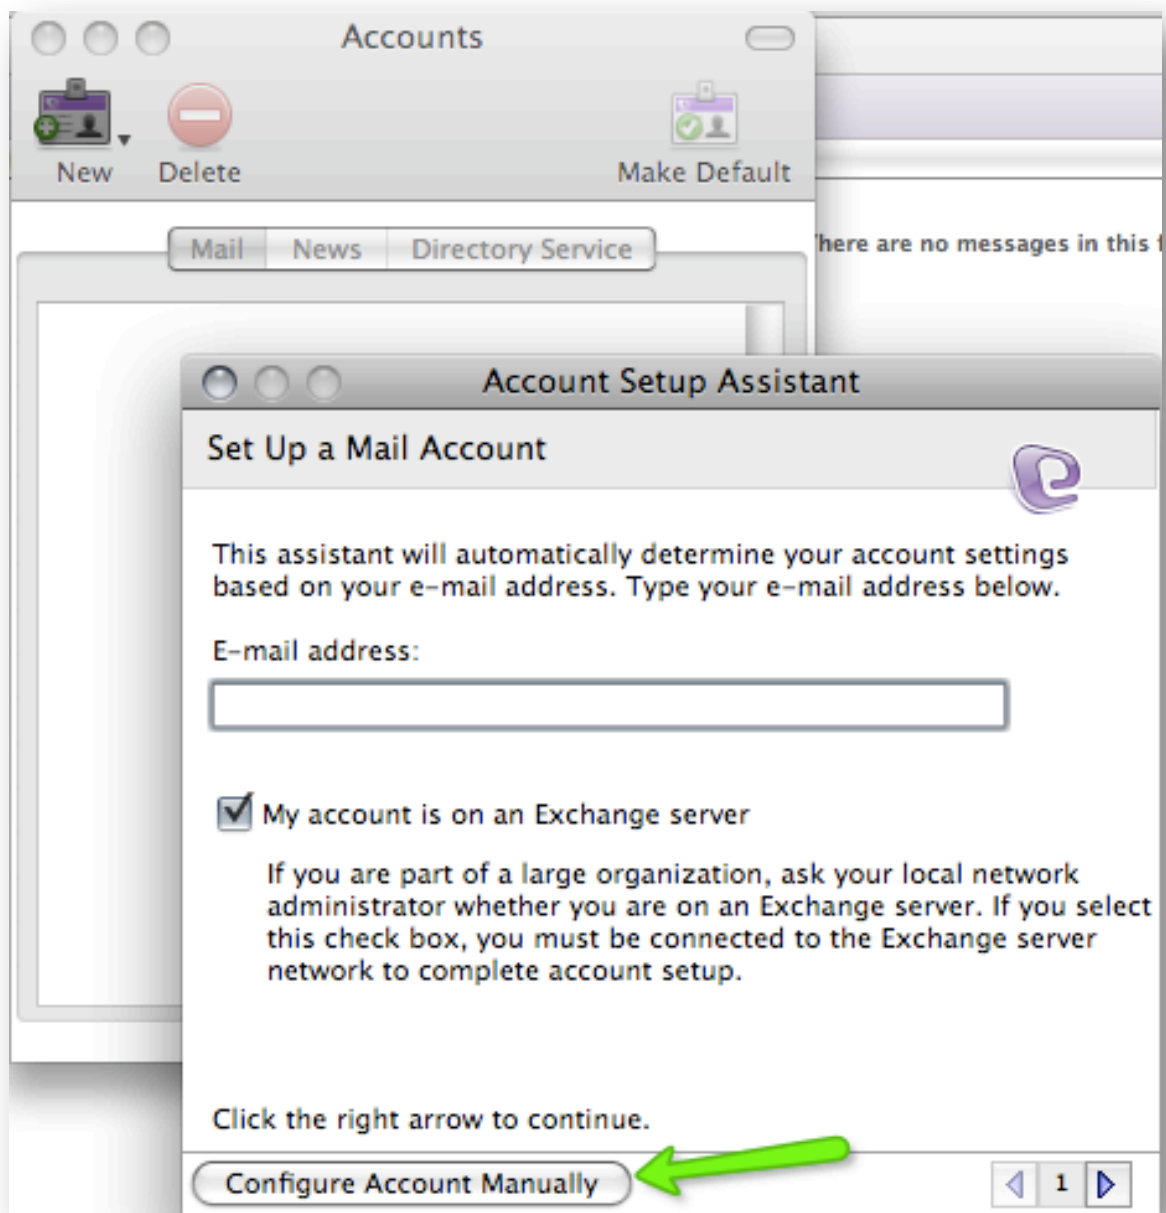 Accounts
New
Delete
Make Default
Mail
News
Directory Service
here are no messages in this
Account Setup Assistant
Set Up a Mail Account
This assistant will automatically determine your account settings
based on your e-mail address. Type your e-mail address below.
E-mail address:
My account is on an Exchange server
If you are part of a large organization, ask your local network
administrator whether you are on an Exchange server. If you select
this check box, you must be connected to the Exchange server
network to complete account setup.
Click the right arrow to continue.
Configure Account Manually
1